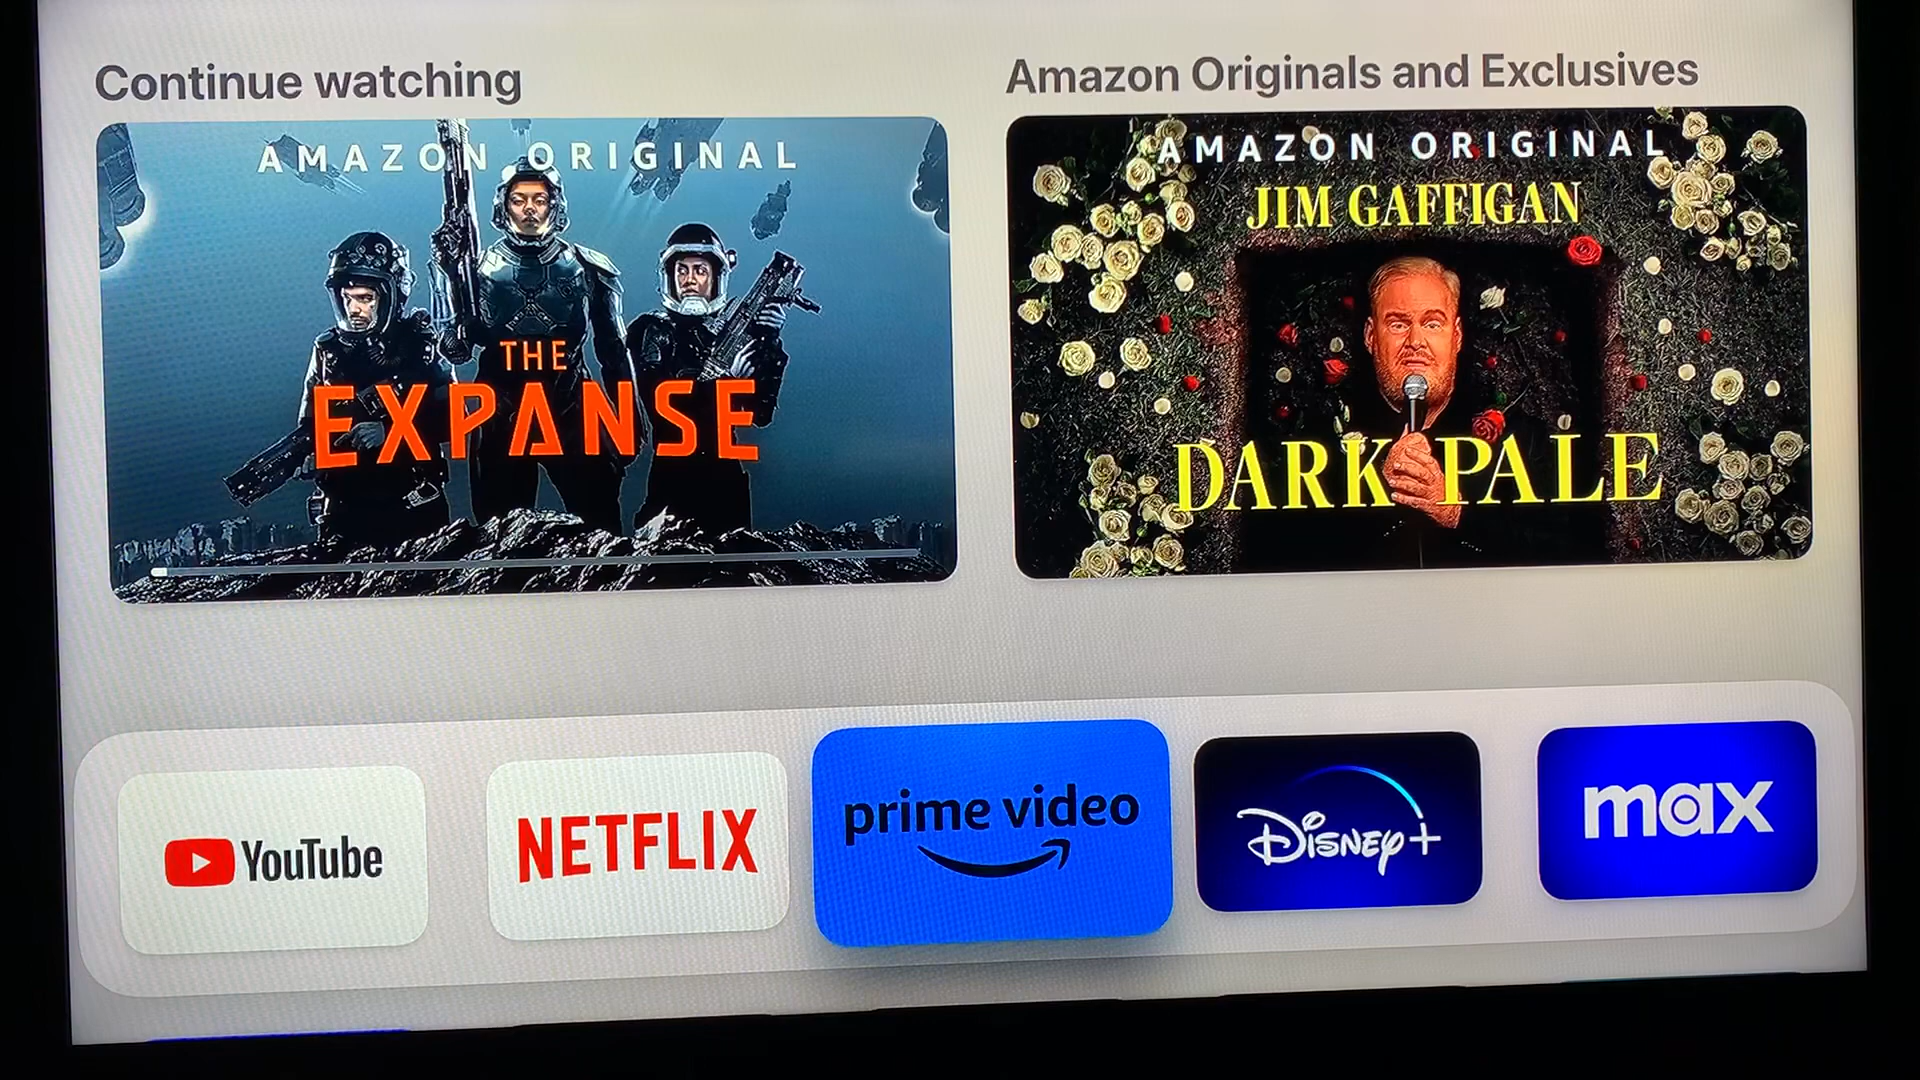 Continue watching
AMAZON ORIGINAL
THE
EXPANSE
Amazon Originals and Exclusives
AMAZON ORIGINAL
JIM GAFFIGAN
DARK PALE
YouTube
NETFLIX
prime video
Disney+
max